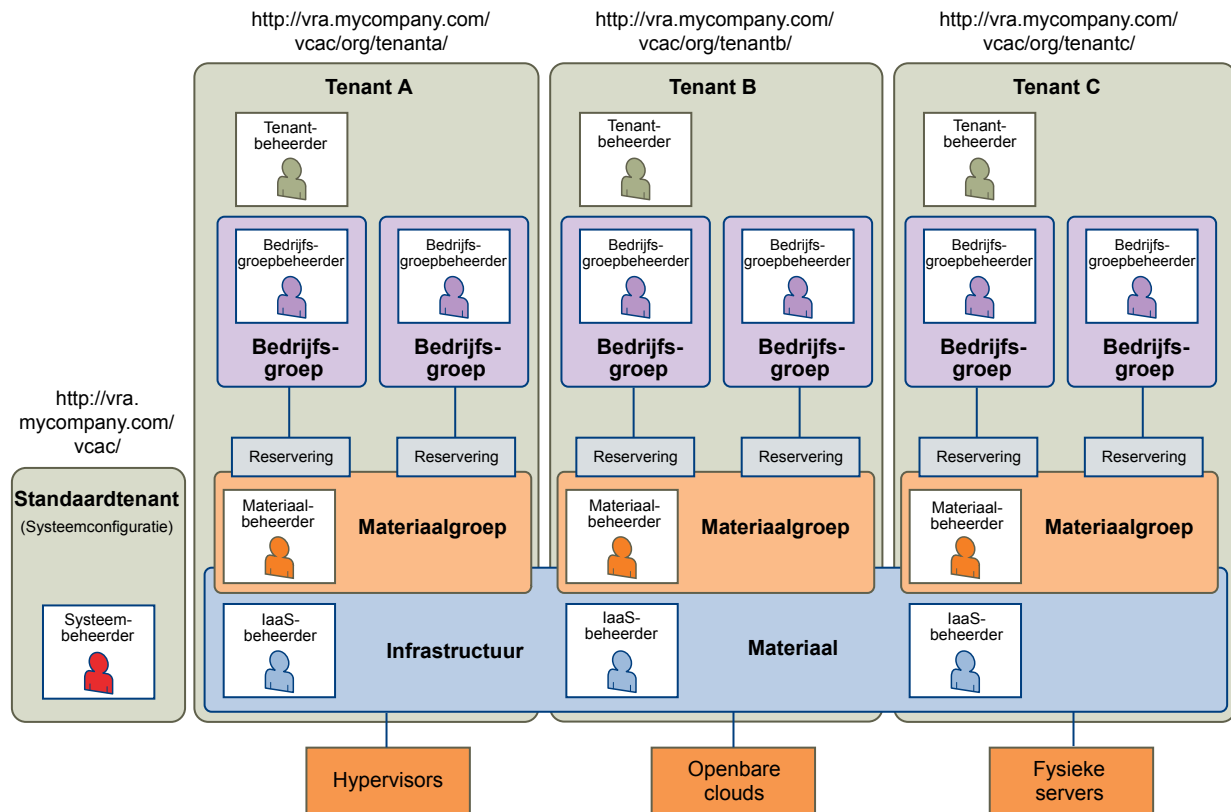 http://vra.mycompany.com/
vcac/org/tenanta/
http://vra.mycompany.com/
vcac/org/tenantb/
http://vra.mycompany.com/
vcac/org/tenantc/
Tenant A
Tenant B
Tenant C
Tenant-
beheerder
Tenant-
beheerder
Tenant-
beheerder
Bedrijfs-
groepbeheerder
Bedrijfs-
groepbeheerder
Bedrijfs-
groepbeheerder
Bedrijfs-
groepbeheerder
Bedrijfs-
groepbeheerder
Bedrijfs-
groepbeheerder
Bedrijfs-
groep
Bedrijfs-
groep
Bedrijfs-
groep
Bedrijfs-
groep
Bedrijfs-
groep
Bedrijfs-
groep
http://vra.
mycompany.com/
vcac/
Reservering
Reservering
Reservering
Reservering
Reservering
Reservering
Standaardtenant
(Systeemconfiguratie)
Materiaal-
beheerder
Materiaalgroep
Materiaal-
beheerder
Materiaalgroep
Materiaal-
beheerder
Materiaalgroep
Systeem-
beheerder
IaaS-
beheerder
Infrastructuur
IaaS-
beheerder
Materiaal
IaaS-
beheerder
Hypervisors
Openbare
clouds
Fysieke
servers